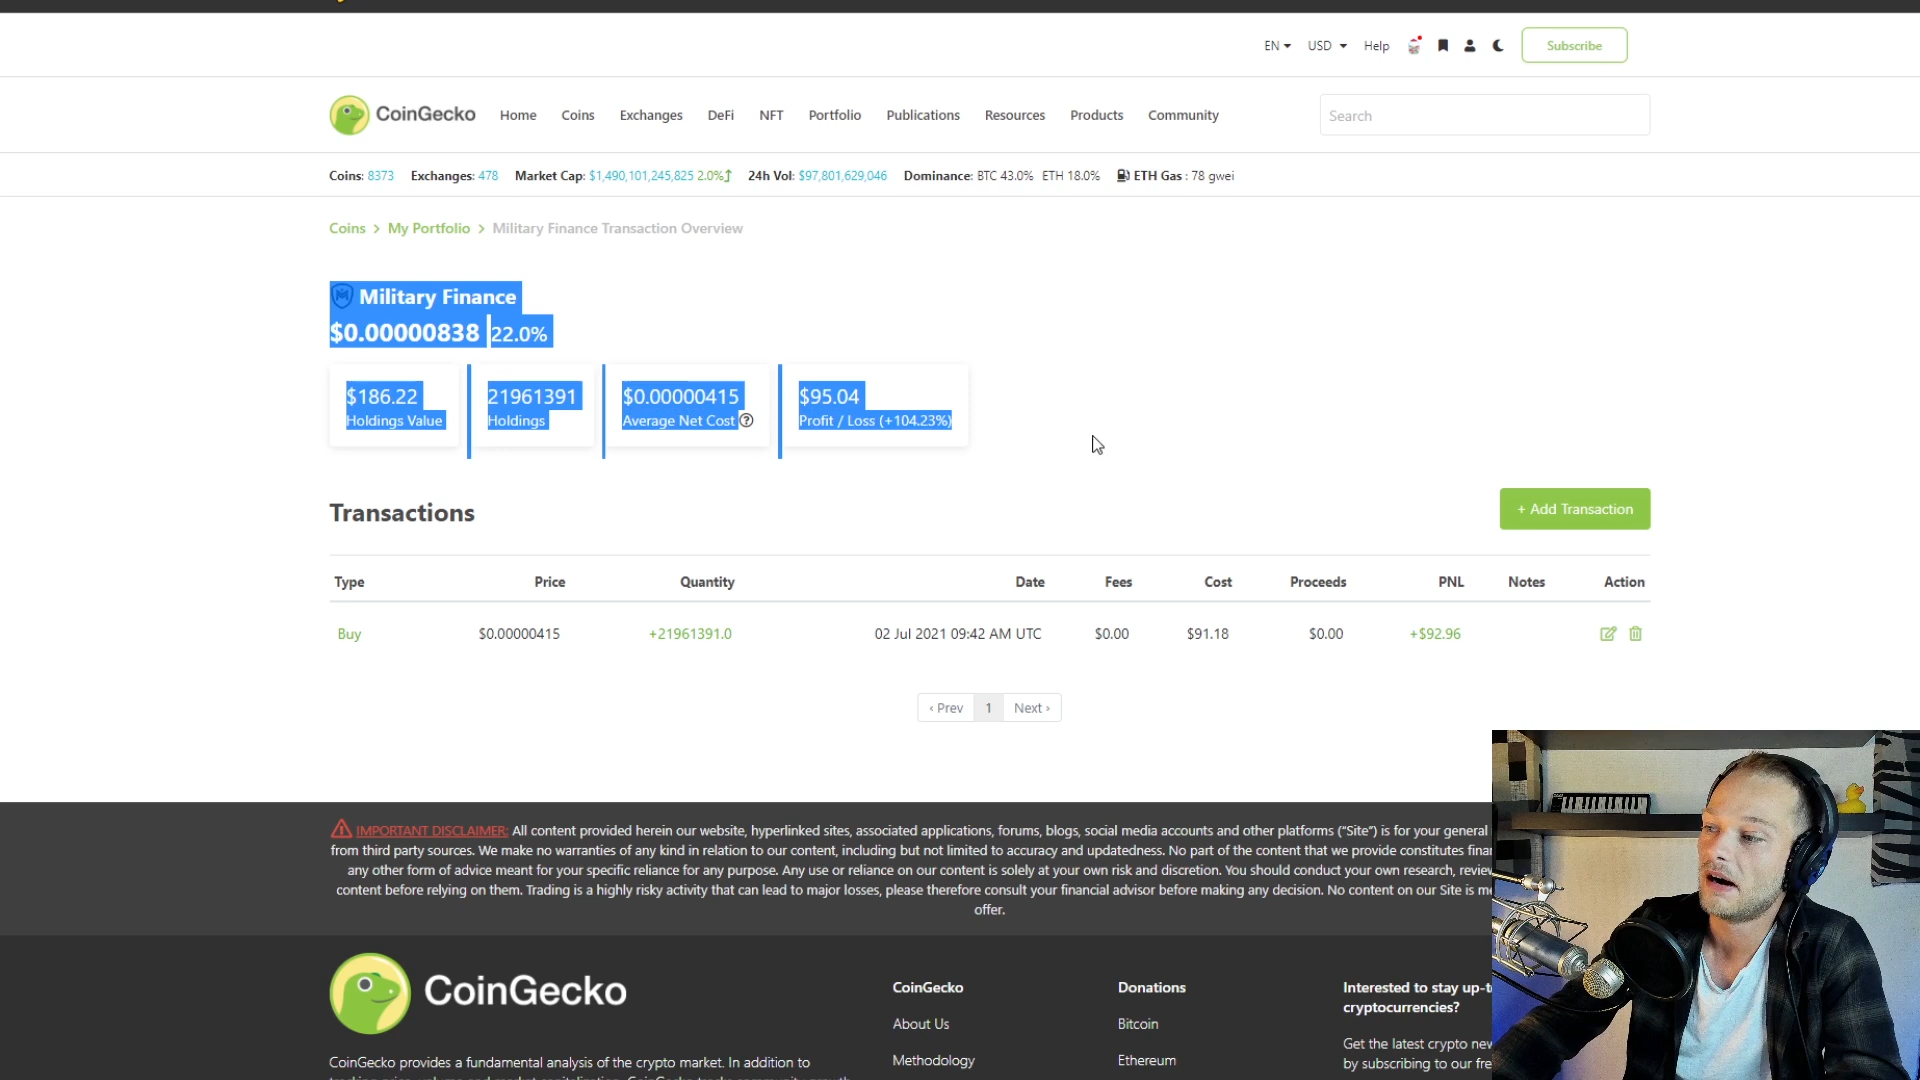 EN USD Help Subscribe
CoinGecko Home Coins Exchanges DeFi NFT Portfolio Publications Resources Products Community Search
Coins: 8373 Exchanges: 478 Market Cap: $1,490,101,245,825 2.0% 24h Vol: $97,801,629,046 Dominance: BTC 43.0% ETH 18.0% ETH Gas : 78 gwei
Coins > My Portfolio > Military Finance Transaction Overview
Military Finance
$0.00000838 22.0%
$186.22 21961391 $0.00000415 $95.04
Holdings Value Holdings Average Net Cost Profit / Loss (+104.23%)
Transactions + Add Transaction
Type Price Quantity Date Fees Cost Proceeds PNL Notes Action
Buy $0.00000415 +21961391.0 02 Jul 2021 09:42 AM UTC $0.00 $91.18 $0.00 +$92.96
‹ Prev 1 Next ›
IMPORTANT DISCLAIMER: All content provided herein our website, hyperlinked sites, associated applications, forums, blogs, social media accounts and other platforms (“Site”) is for your general
from third party sources. We make no warranties of any kind in relation to our content, including but not limited to accuracy and updatedness. No part of the content that we provide constitutes
any other form of advice meant for your specific reliance for any purpose. Any use or reliance on our content is solely at your own risk and discretion. You should conduct your own research,
content before relying on them. Trading is a highly risky activity that can lead to major losses, please therefore consult your financial advisor before making any decision. No content on our Site is
offer.
CoinGecko CoinGecko Donations Interested to stay
cryptocurrencies?
About Us Bitcoin
Get the latest crypto
CoinGecko provides a fundamental analysis of the crypto market. In addition to Methodology Ethereum by subscribing to our